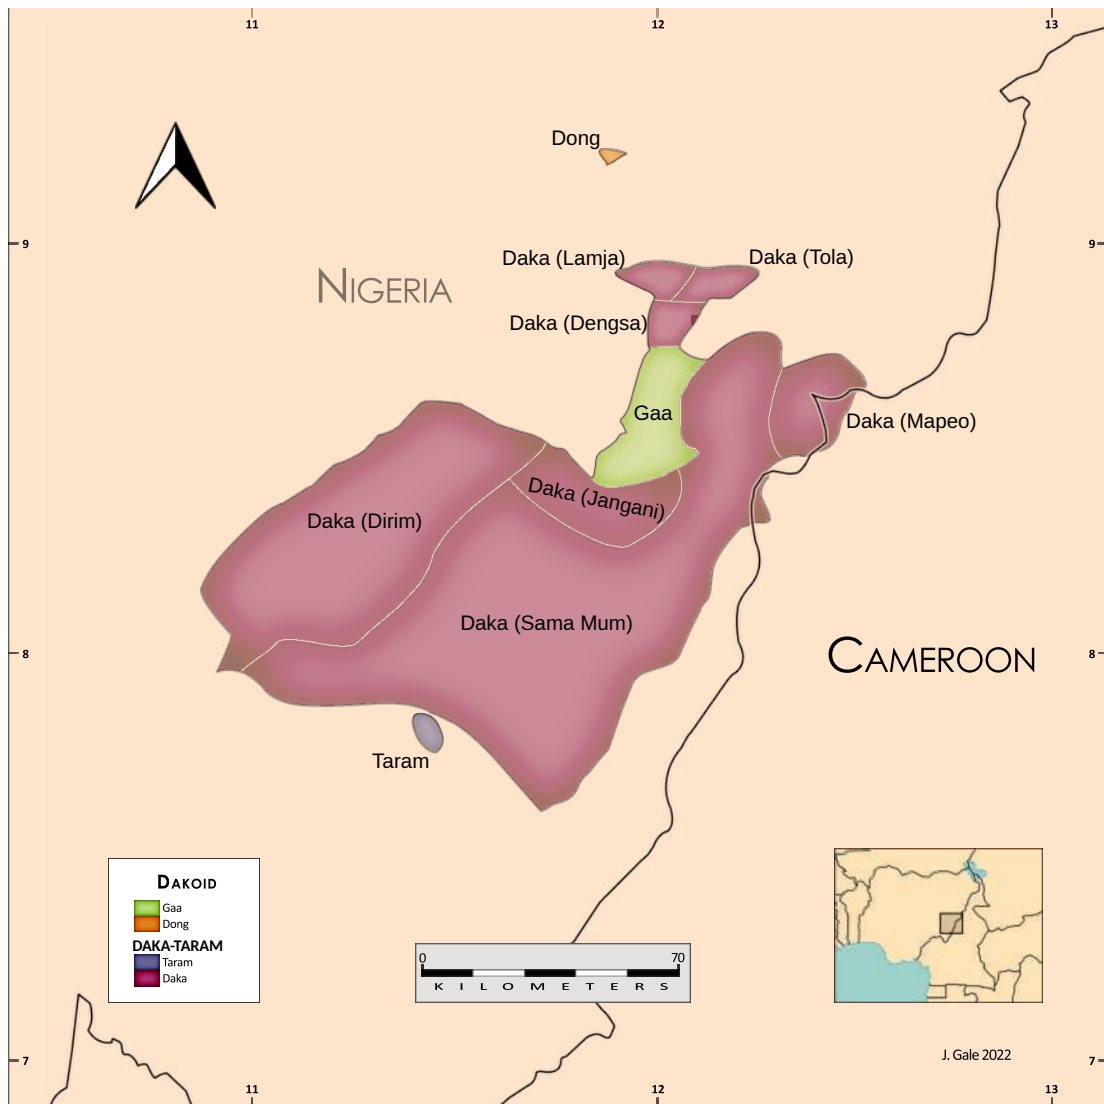 11 12 13
Dong
9 9
Daka (Lamja) Daka (Tola)
NIGERIA
Daka (Dengsa)
Gaa
Daka (Mapeo)
Daka (Jangani)
Daka (Dirim)
Daka (Sama Mum)
8 CAMEROON 8
Taram
DAKOID
Gaa
Dong
DAKA-TARAM
Taram
Daka
0 70
KILOMETERS
J. Gale 2022
7 7
11 12 13